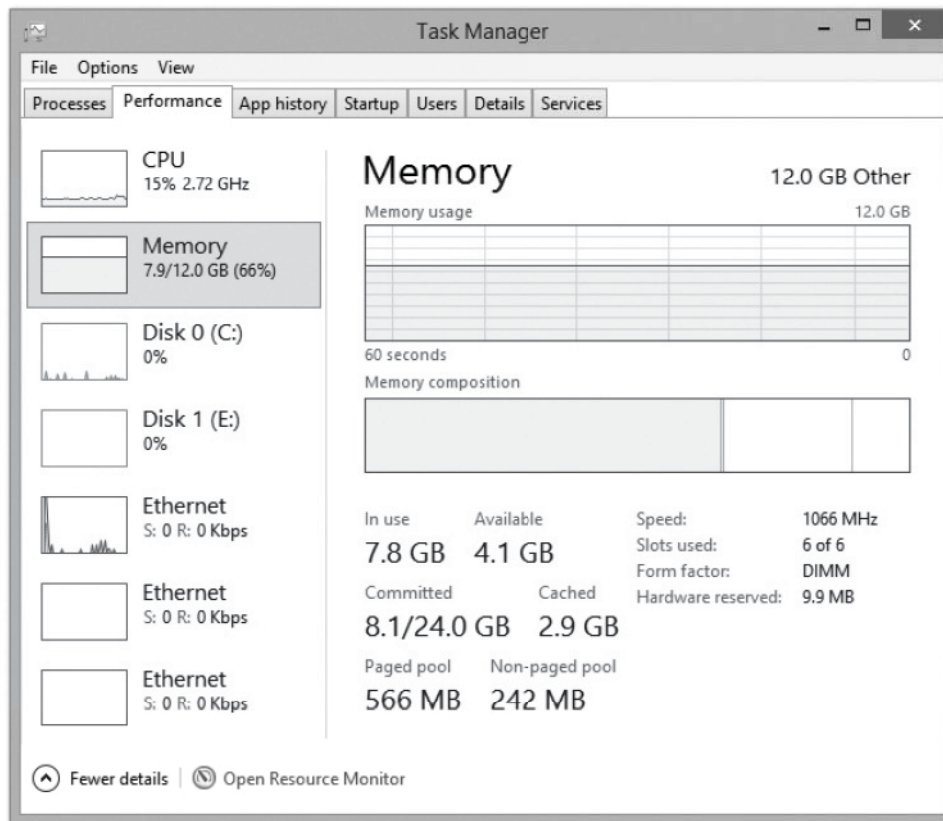 Task Manager
File Options View
Processes Performance App history Startup Users Details Services
CPU
15% 2.72 GHz
Memory
7.9/12.0 GB (66%)
Disk 0 (C:)
0%
Disk 1 (E:)
0%
Ethernet
S: 0 R: 0 Kbps
Ethernet
S: 0 R: 0 Kbps
Ethernet
S: 0 R: 0 Kbps
Memory 12.0 GB Other
Memory usage 12.0 GB
60 seconds 0
Memory composition
In use Available
7.8 GB 4.1 GB
Committed Cached
8.1/24.0 GB 2.9 GB
Paged pool Non-paged pool
566 MB 242 MB
Speed: 1066 MHz
Slots used: 6 of 6
Form factor: DIMM
Hardware reserved: 9.9 MB
Fewer details Open Resource Monitor